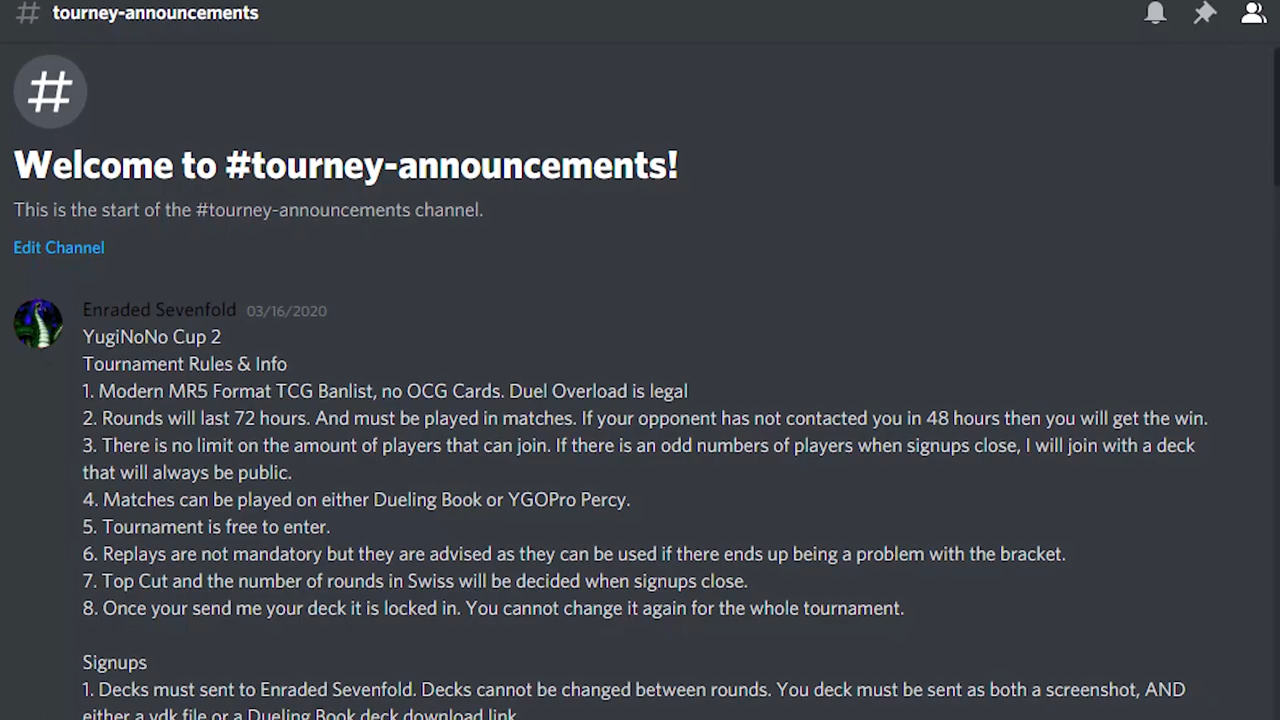 tourney-announcements
Welcome to #tourney-announcements!
This is the start of the #tourney-announcements channel.
Edit Channel
Enraded Sevenfold 03/16/2020
YugiNoNo Cup 2
Tournament Rules & Info
1. Modern MR5 Format TCG Banlist, no OCG Cards. Duel Overload is legal
2. Rounds will last 72 hours. And must be played in matches. If your opponent has not contacted you in 48 hours then you will get the win.
3. There is no limit on the amount of players that can join. If there is an odd numbers of players when signups close, I will join with a deck
that will always be public.
4. Matches can be played on either Dueling Book or YGOPro Percy.
5. Tournament is free to enter.
6. Replays are not mandatory but they are advised as they can be used if there ends up being a problem with the bracket.
7. Top Cut and the number of rounds in Swiss will be decided when signups close.
8. Once your send me your deck it is locked in. You cannot change it again for the whole tournament.
Signups
1. Decks must sent to Enraded Sevenfold. Decks cannot be changed between rounds. You deck must be sent as both a screenshot, AND
either a ydk file or a Dueling Book deck download link